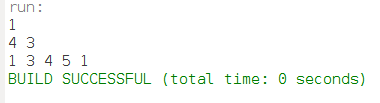 run:
1
4 3
1 3 4 5 1
BUILD SUCCESSFUL (total time: 0 seconds)